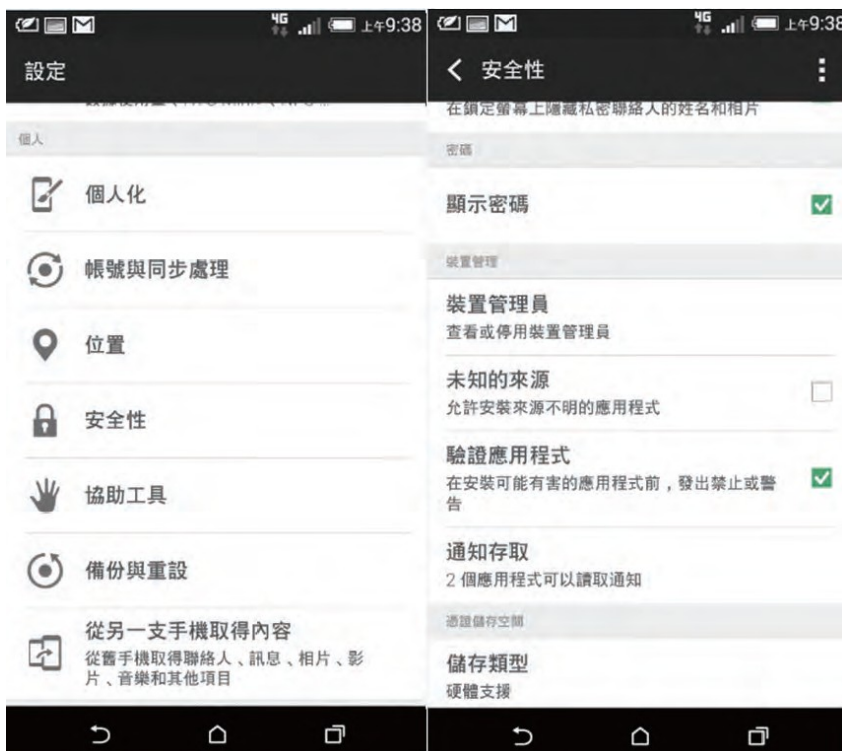 4G
上午9:38
設定
個人
個人化
帳號與同步處理
位置
安全性
協助工具
備份與重設
從另一支手機取得內容
從舊手機取得聯絡人、訊息、相片、影
片、音樂和其他項目
4G
上午9:38
安全性
在鎖定螢幕上隱藏私密聯絡人的姓名和相片
密碼
顯示密碼
裝置管理
裝置管理員
查看或停用裝置管理員
未知的來源
允許安裝來源不明的應用程式
驗證應用程式
在安裝可能有害的應用程式前，發出禁止或警
告
通知存取
2 個應用程式可以讀取通知
憑證儲存空間
儲存類型
硬體支援